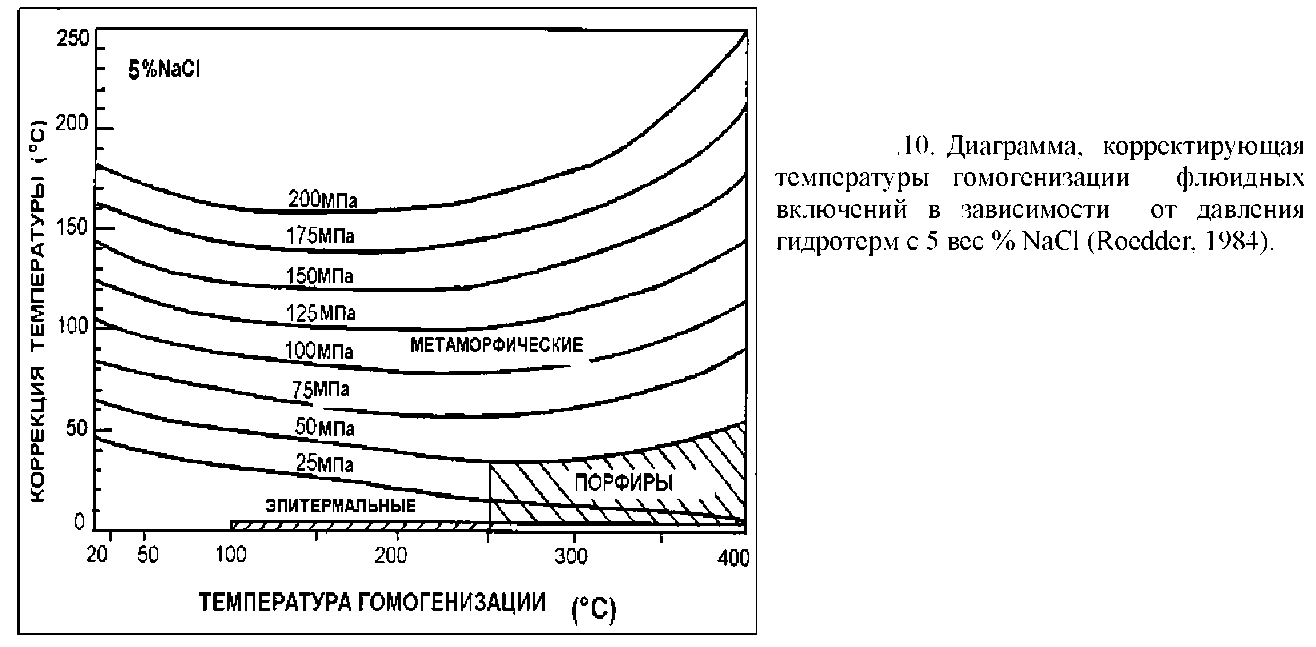 250
5%NaCl
200
150
100
50
0
КОРРЕКЦИЯ ТЕМПЕРАТУРЫ (°C)
200МПа
175МПа
150МПа
125МПа
МЕТАМОРФИЧЕСКИЕ
100МПа
75МПа
50МПа
25МПа
ПОРФИРЫ
ЭПИТЕРМАЛЬНЫЕ
20 50 100 200 300 400
ТЕМПЕРАТУРА ГОМОГЕНИЗАЦИИ (°C)
.10. Диаграмма, корректирующая
температуры гомогенизации флюидных
включений в зависимости от давления
гидротерм с 5 вес % NaCl (Roedder, 1984).